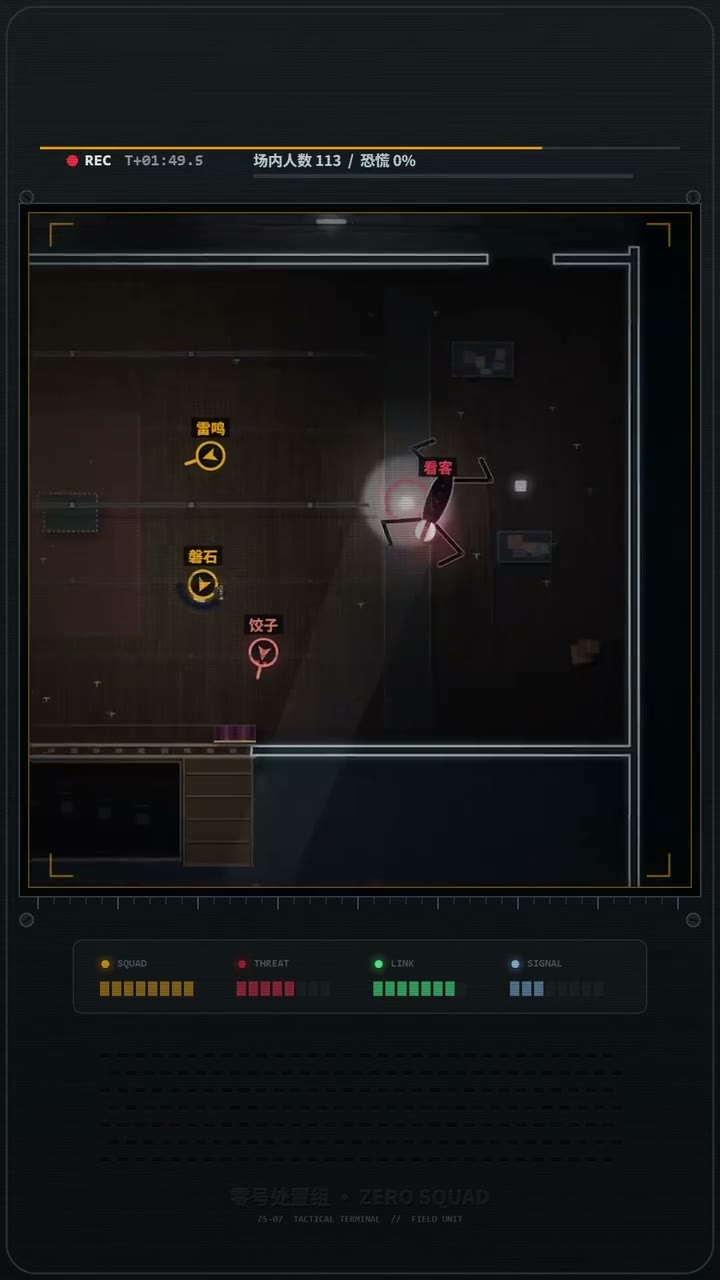 REC T+01:49.5 场内人数 113 / 恐慌 0%
雷鸣
看客
磐石
饺子
SQUAD THREAT LINK SIGNAL
零号处置组 · ZERO SQUAD
ZS-07 TACTICAL TERMINAL // FIELD UNIT